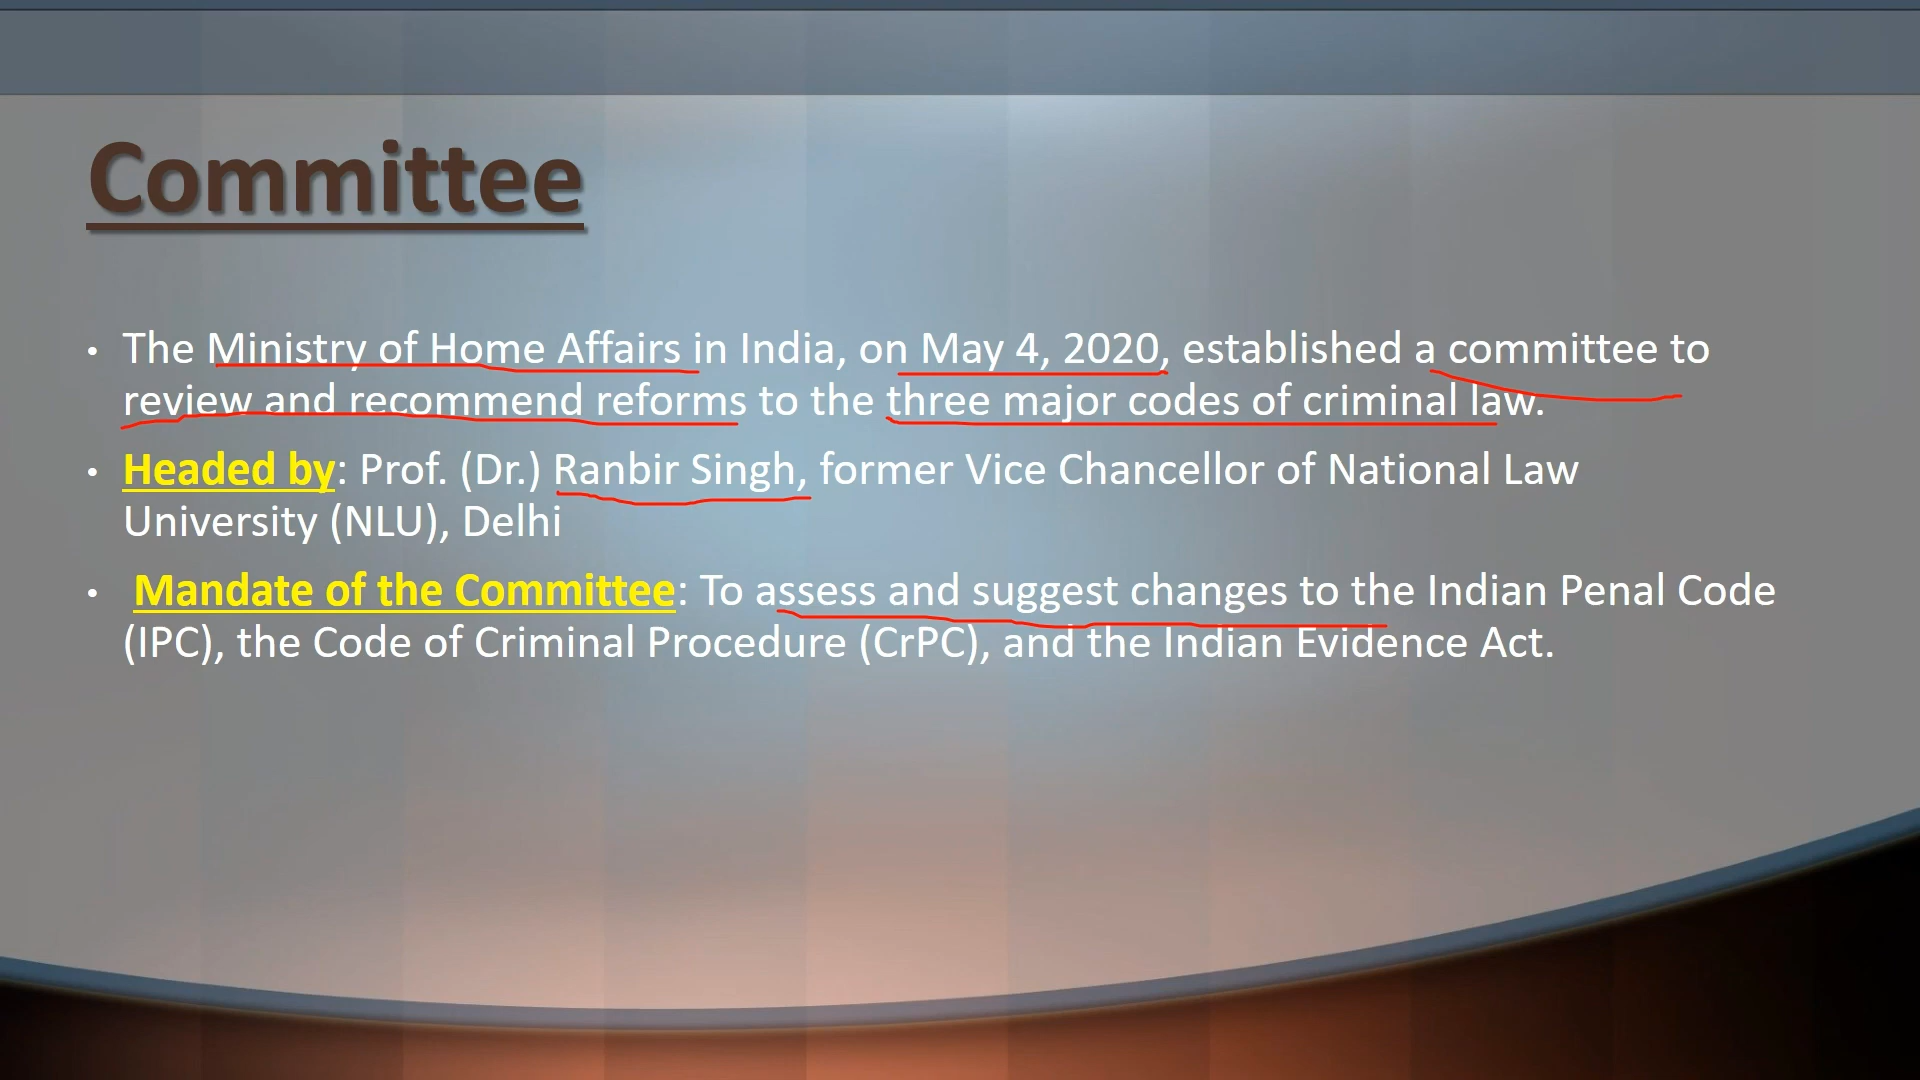 Committee
• The Ministry of Home Affairs in India, on May 4, 2020, established a committee to
review and recommend reforms to the three major codes of criminal law.
• Headed by: Prof. (Dr.) Ranbir Singh, former Vice Chancellor of National Law
University (NLU), Delhi
• Mandate of the Committee: To assess and suggest changes to the Indian Penal Code
(IPC), the Code of Criminal Procedure (CrPC), and the Indian Evidence Act.